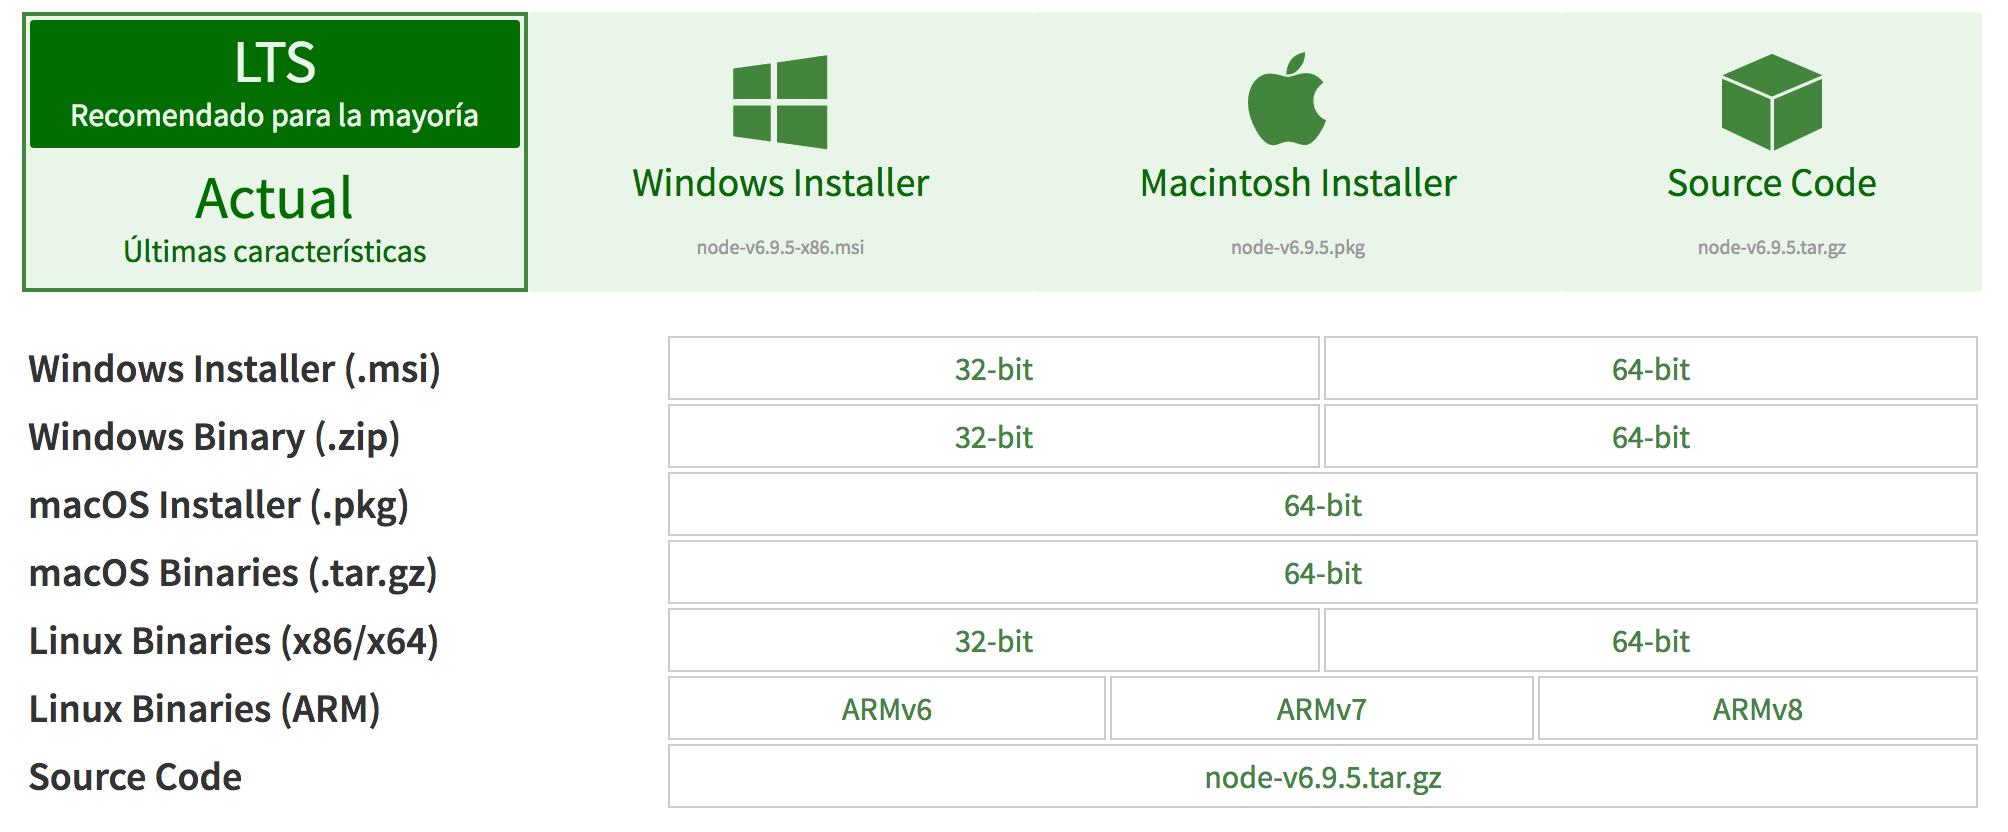 LTS
Recomendado para la mayoría
Actual
Últimas características
Windows Installer
node-v6.9.5-x86.msi
Macintosh Installer
node-v6.9.5.pkg
Source Code
node-v6.9.5.tar.gz
Windows Installer (.msi) 32-bit 64-bit
Windows Binary (.zip) 32-bit 64-bit
macOS Installer (.pkg) 64-bit
macOS Binaries (.tar.gz) 64-bit
Linux Binaries (x86/x64) 32-bit 64-bit
Linux Binaries (ARM) ARMv6 ARMv7 ARMv8
Source Code node-v6.9.5.tar.gz